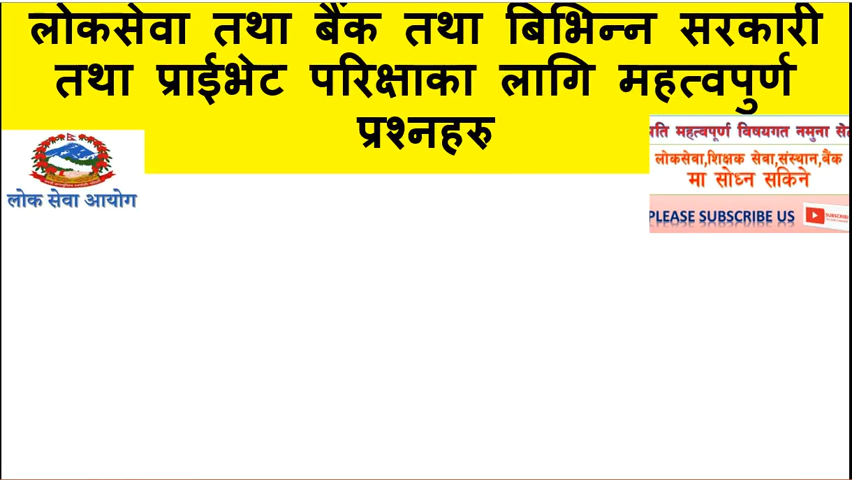 लोकसेवा तथा बैंक तथा बिभिन्न सरकारी
तथा प्राईभेट परिक्षाका लागि महत्वपुर्ण
प्रश्नहरु
लोक सेवा आयोग
महत्वपूर्ण विषयगत नमुना
लोकसेवा,शिक्षक सेवा,संस्थान,बैंक
मा सोध्न सकिने
PLEASE SUBSCRIBE US
SUBSCRIBE